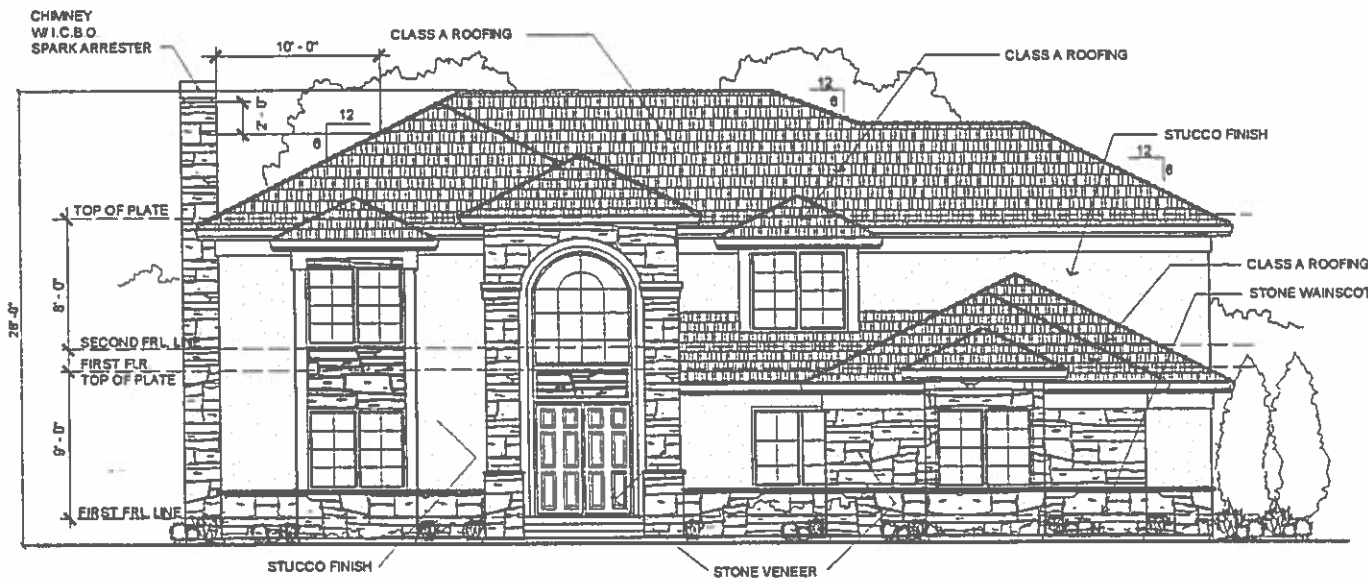 CHIMNEY
W/ I.C.B.O.
SPARK ARRESTER
10' - 0"
CLASS A ROOFING
CLASS A ROOFING
12
6
2' - 0"
12
6
STUCCO FINISH
12
6
TOP OF PLATE
CLASS A ROOFING
STONE WAINSCOT
28'-0"
8' - 0"
SECOND FRL. LINE
FIRST FLR
TOP OF PLATE
9' - 0"
FIRST FRL. LINE
STUCCO FINISH
STONE VENEER